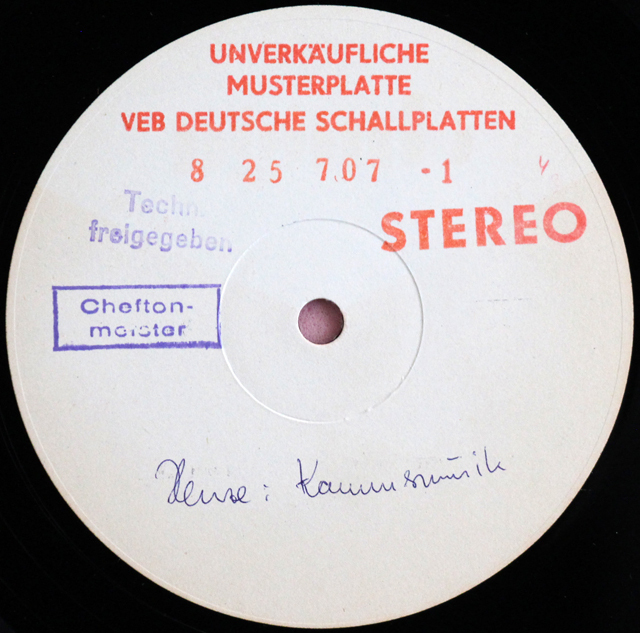 UNVERKÄUFLICHE
MUSTERPLATTE
VEB DEUTSCHE SCHALLPLATTEN
8 25 707 - 1
Techn.
freigegeben
STEREO
Chefton-
meister
Henze: Kammermusik